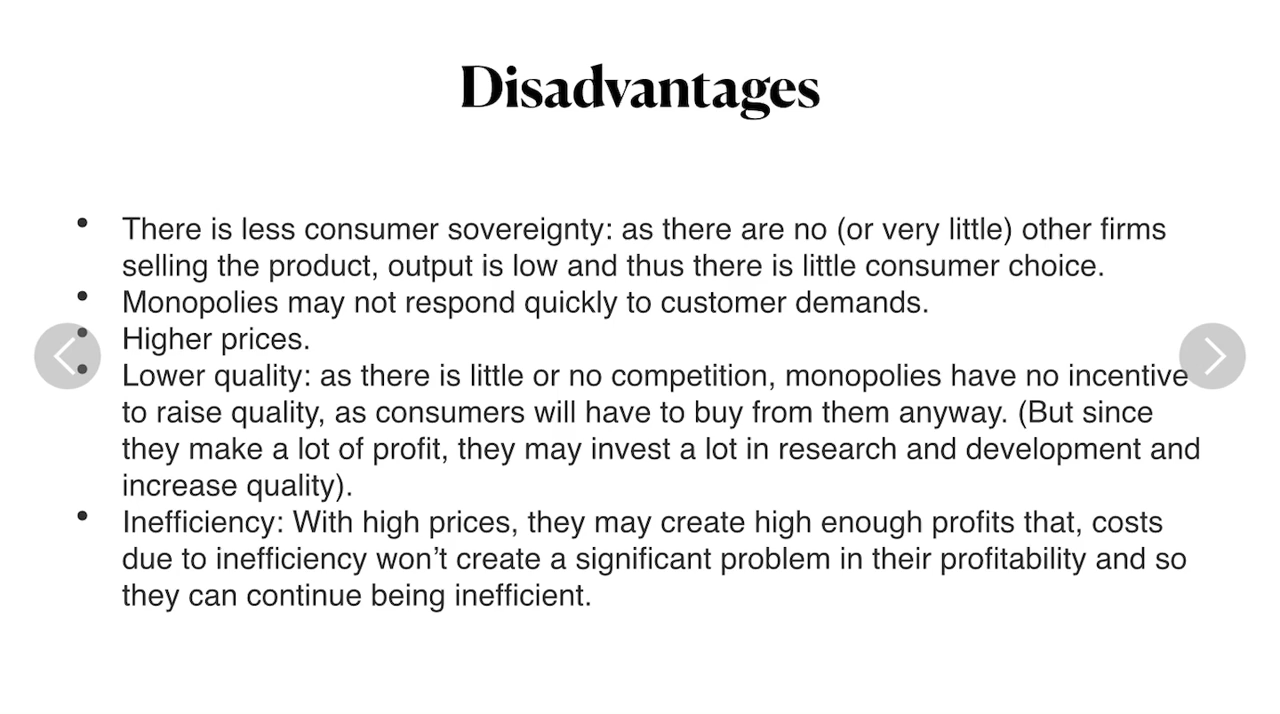 Disadvantages
• There is less consumer sovereignty: as there are no (or very little) other firms
selling the product, output is low and thus there is little consumer choice.
• Monopolies may not respond quickly to customer demands.
• Higher prices.
• Lower quality: as there is little or no competition, monopolies have no incentive
to raise quality, as consumers will have to buy from them anyway. (But since
they make a lot of profit, they may invest a lot in research and development and
increase quality).
• Inefficiency: With high prices, they may create high enough profits that, costs
due to inefficiency won’t create a significant problem in their profitability and so
they can continue being inefficient.